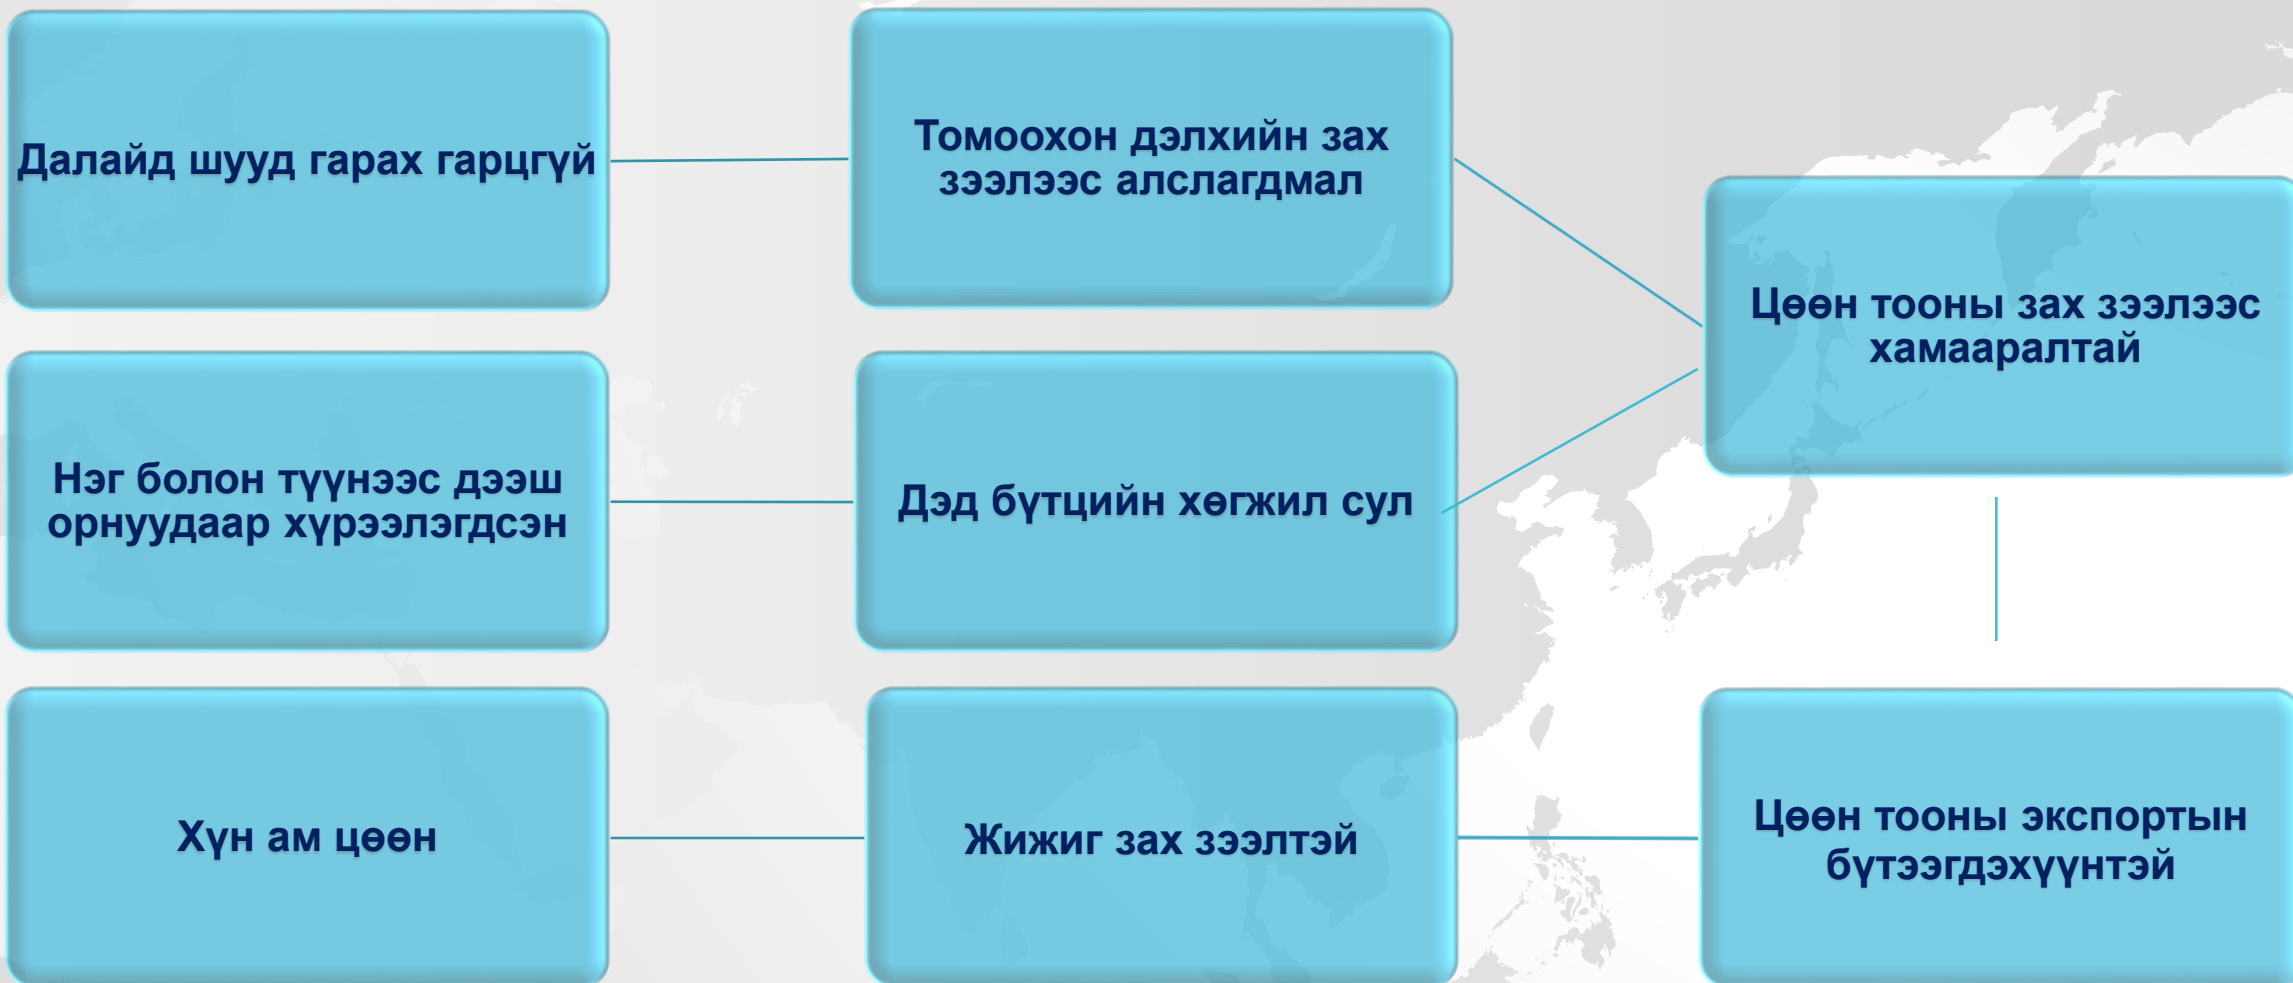 Далайд шууд гарах гарцгүй
Томоохон дэлхийн зах
зээлээс алслагдмал
Цөөн тооны зах зээлээс
хамааралтай
Нэг болон түүнээс дээш
орнуудаар хүрээлэгдсэн
Дэд бүтцийн хөгжил сул
Хүн ам цөөн
Жижиг зах зээлтэй
Цөөн тооны экспортын
бүтээгдэхүүнтэй